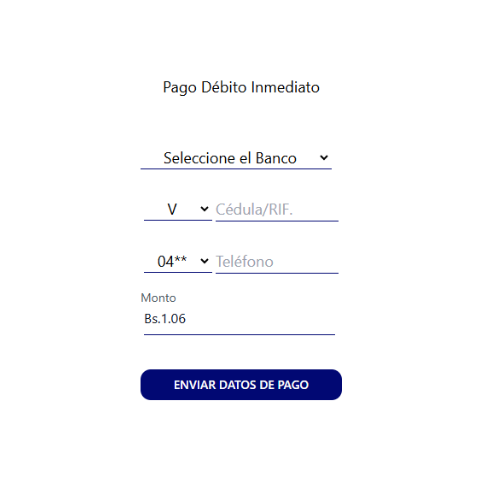 Pago Débito Inmediato
Seleccione el Banco
V Cédula/RIF.
04** Teléfono
Monto
Bs.1.06
ENVIAR DATOS DE PAGO